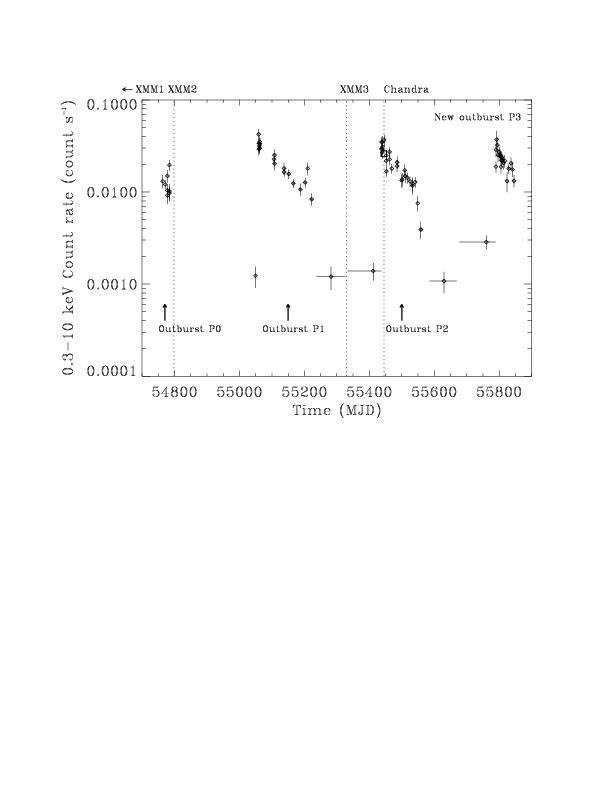 ← XMM1 XMM2 XMM3 Chandra
0.1000
New outburst P3
0.0100
0.0010
Outburst P0 Outburst P1 Outburst P2
0.0001
0.3−10 keV Count rate (count s⁻¹)
54800 55000 55200 55400 55600 55800
Time (MJD)